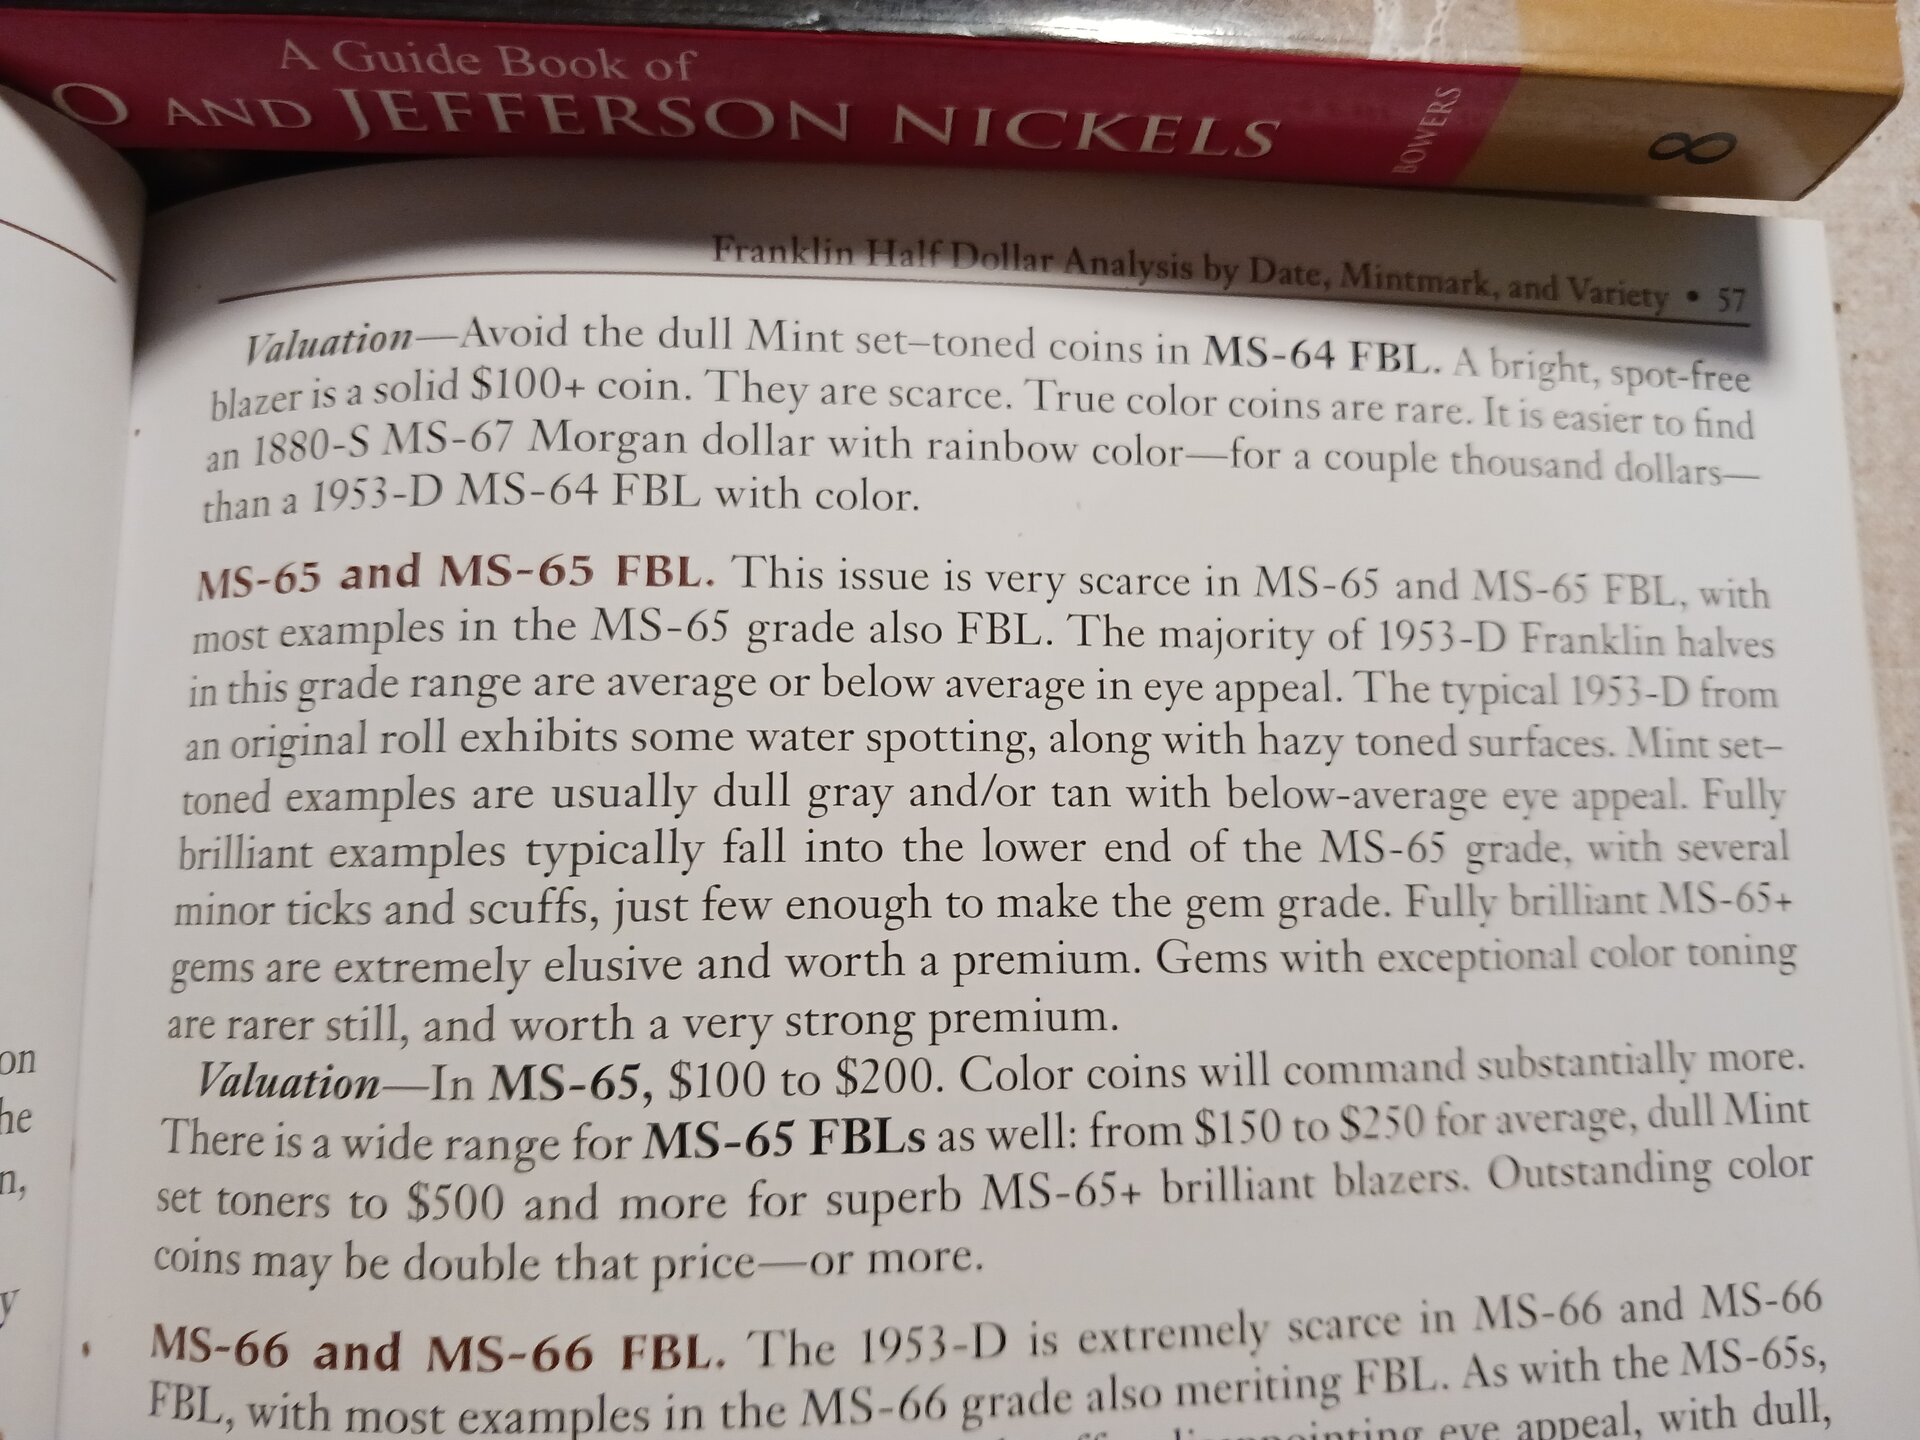 A Guide Book of
O AND JEFFERSON NICKELS
BOWERS
8
Franklin Half Dollar Analysis by Date, Mintmark, and Variety • 57
Valuation—Avoid the dull Mint set–toned coins in MS-64 FBL. A bright, spot-free
blazer is a solid $100+ coin. They are scarce. True color coins are rare. It is easier to find
an 1880-S MS-67 Morgan dollar with rainbow color—for a couple thousand dollars—
than a 1953-D MS-64 FBL with color.
MS-65 and MS-65 FBL. This issue is very scarce in MS-65 and MS-65 FBL, with
most examples in the MS-65 grade also FBL. The majority of 1953-D Franklin halves
in this grade range are average or below average in eye appeal. The typical 1953-D from
an original roll exhibits some water spotting, along with hazy toned surfaces. Mint set–
toned examples are usually dull gray and/or tan with below-average eye appeal. Fully
brilliant examples typically fall into the lower end of the MS-65 grade, with several
minor ticks and scuffs, just few enough to make the gem grade. Fully brilliant MS-65+
gems are extremely elusive and worth a premium. Gems with exceptional color toning
are rarer still, and worth a very strong premium.
Valuation—In MS-65, $100 to $200. Color coins will command substantially more.
There is a wide range for MS-65 FBLs as well: from $150 to $250 for average, dull Mint
set toners to $500 and more for superb MS-65+ brilliant blazers. Outstanding color
coins may be double that price—or more.
MS-66 and MS-66 FBL. The 1953-D is extremely scarce in MS-66 and MS-66
FBL, with most examples in the MS-66 grade also meriting FBL. As with the MS-65s,
eye appeal, with dull,
on
he
n,
y